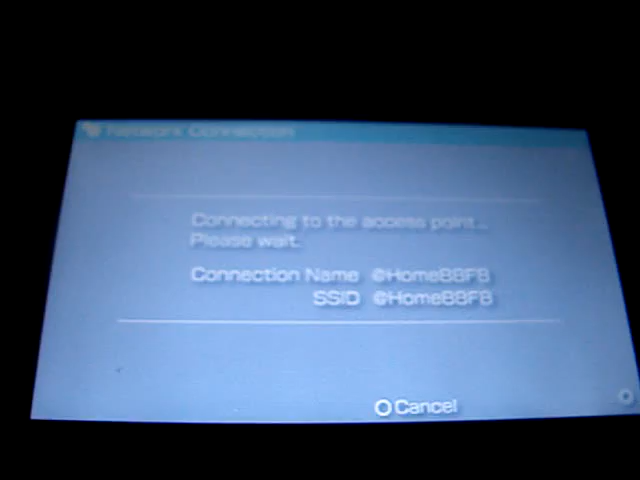 Network Connection
Connecting to the access point...
Please wait.
Connection Name @HomeBBFB
SSID @HomeBBFB
Cancel